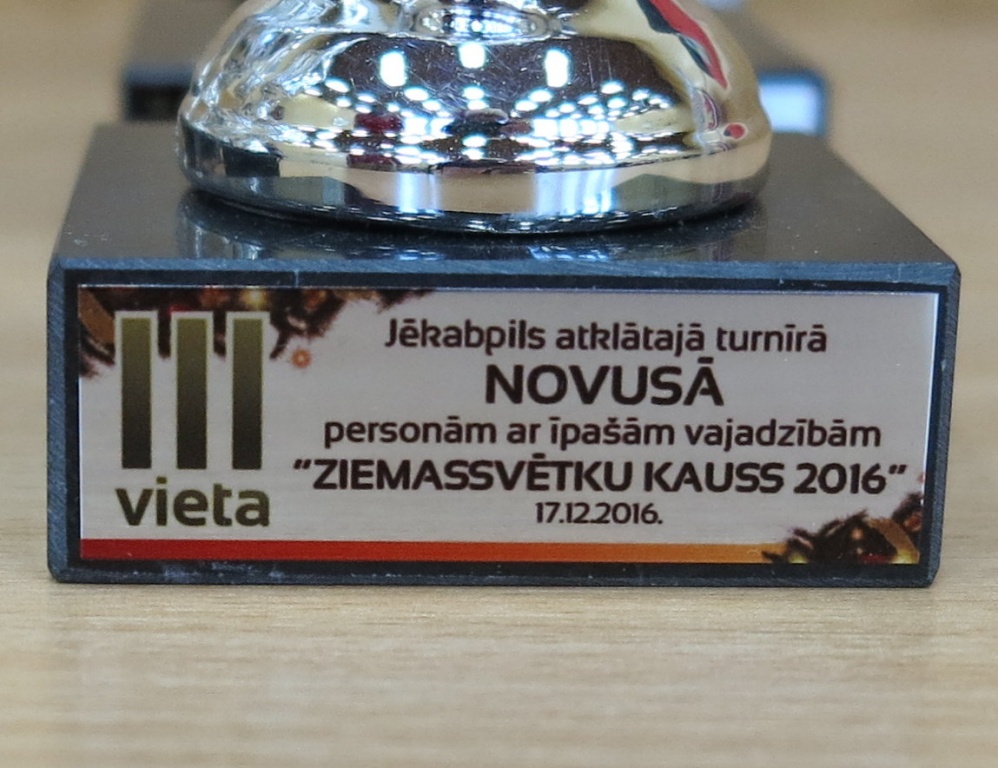 III
vieta
Jēkabpils atklātajā turnīrā
NOVUSĀ
personām ar īpašām vajadzībām
"ZIEMASSVĒTKU KAUSS 2016"
17.12.2016.